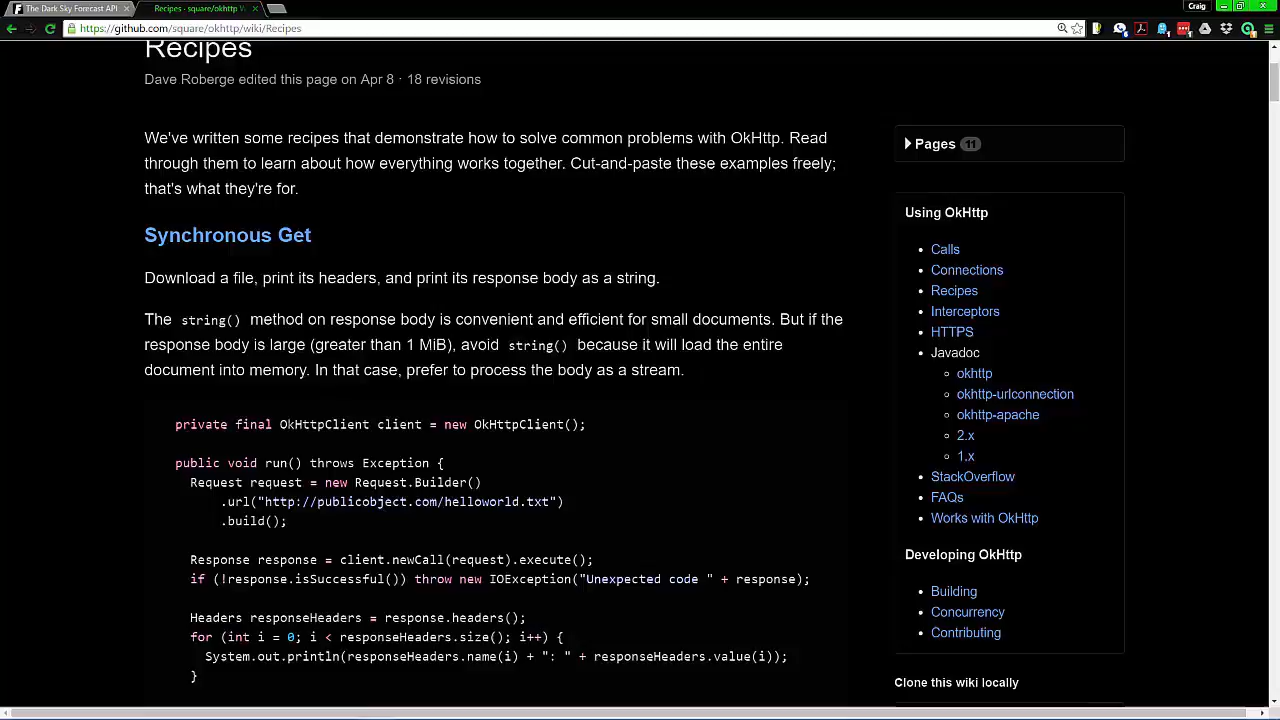 The Dark Sky Forecast API
Recipes · square/okhttp W
Craig
https://github.com/square/okhttp/wiki/Recipes
Recipes
Dave Roberge edited this page on Apr 8 · 18 revisions
We've written some recipes that demonstrate how to solve common problems with OkHttp. Read
through them to learn about how everything works together. Cut-and-paste these examples freely;
that's what they're for.
Synchronous Get
Download a file, print its headers, and print its response body as a string.
The string() method on response body is convenient and efficient for small documents. But if the
response body is large (greater than 1 MiB), avoid string() because it will load the entire
document into memory. In that case, prefer to process the body as a stream.
private final OkHttpClient client = new OkHttpClient();
public void run() throws Exception {
Request request = new Request.Builder()
.url("http://publicobject.com/helloworld.txt")
.build();
Response response = client.newCall(request).execute();
if (!response.isSuccessful()) throw new IOException("Unexpected code " + response);
Headers responseHeaders = response.headers();
for (int i = 0; i < responseHeaders.size(); i++) {
System.out.println(responseHeaders.name(i) + ": " + responseHeaders.value(i));
}
Pages 11
Using OkHttp
Calls
Connections
Recipes
Interceptors
HTTPS
Javadoc
okhttp
okhttp-urlconnection
okhttp-apache
2.x
1.x
StackOverflow
FAQs
Works with OkHttp
Developing OkHttp
Building
Concurrency
Contributing
Clone this wiki locally